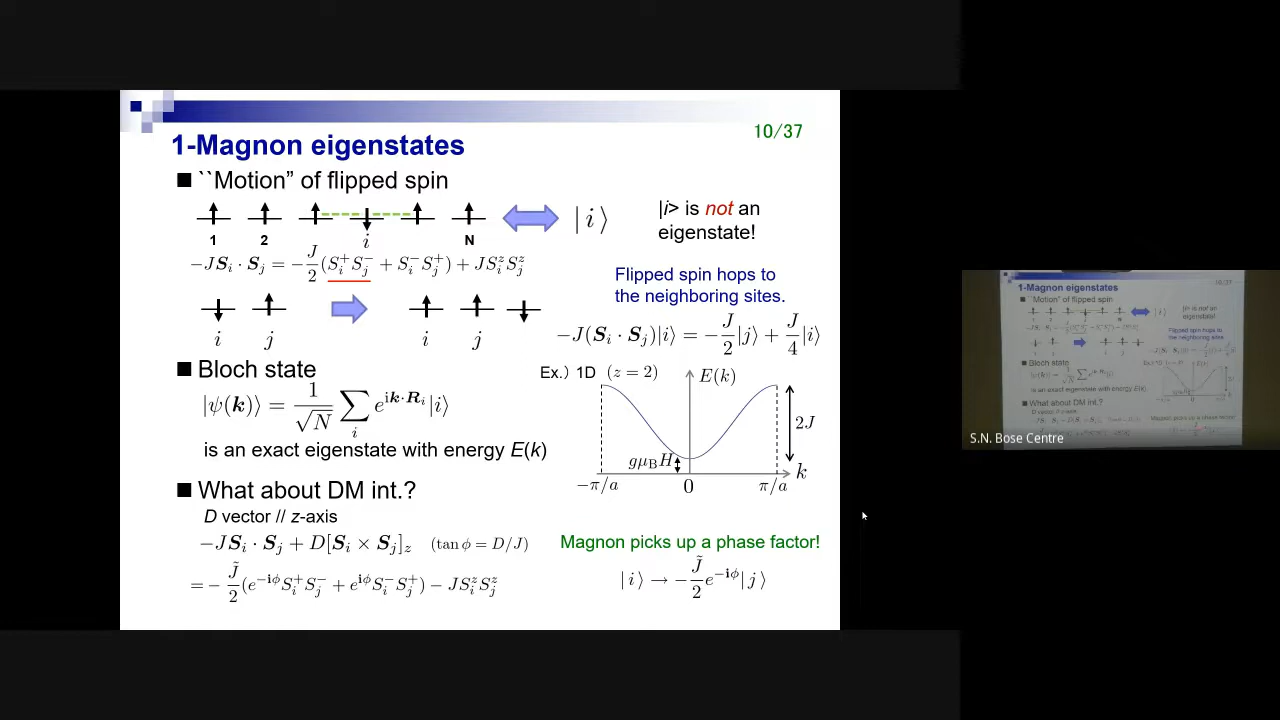 10/37
1-Magnon eigenstates
``Motion” of flipped spin
1 2 i N
| i ⟩
|i> is not an
eigenstate!
−JS_i · S_j = −J/2 (S_i^+ S_j^- + S_i^- S_j^+) + JS_i^z S_j^z
Flipped spin hops to
the neighboring sites.
i j i j
−J(S_i · S_j)|i⟩ = −J/2 |j⟩ + J/4 |i⟩
Bloch state
|ψ(k)⟩ = 1/√N ∑_i e^{ik·R_i} |i⟩
is an exact eigenstate with energy E(k)
Ex.) 1D (z = 2)
E(k)
2J
gμ_B H
k
−π/a 0 π/a
What about DM int.?
D vector // z-axis
−JS_i · S_j + D[S_i × S_j]_z (tan ϕ = D/J)
= − J̃/2 (e^{−iϕ} S_i^+ S_j^- + e^{iϕ} S_i^- S_j^+) − JS_i^z S_j^z
Magnon picks up a phase factor!
| i ⟩ → − J̃/2 e^{−iϕ} | j ⟩
S.N. Bose Centre